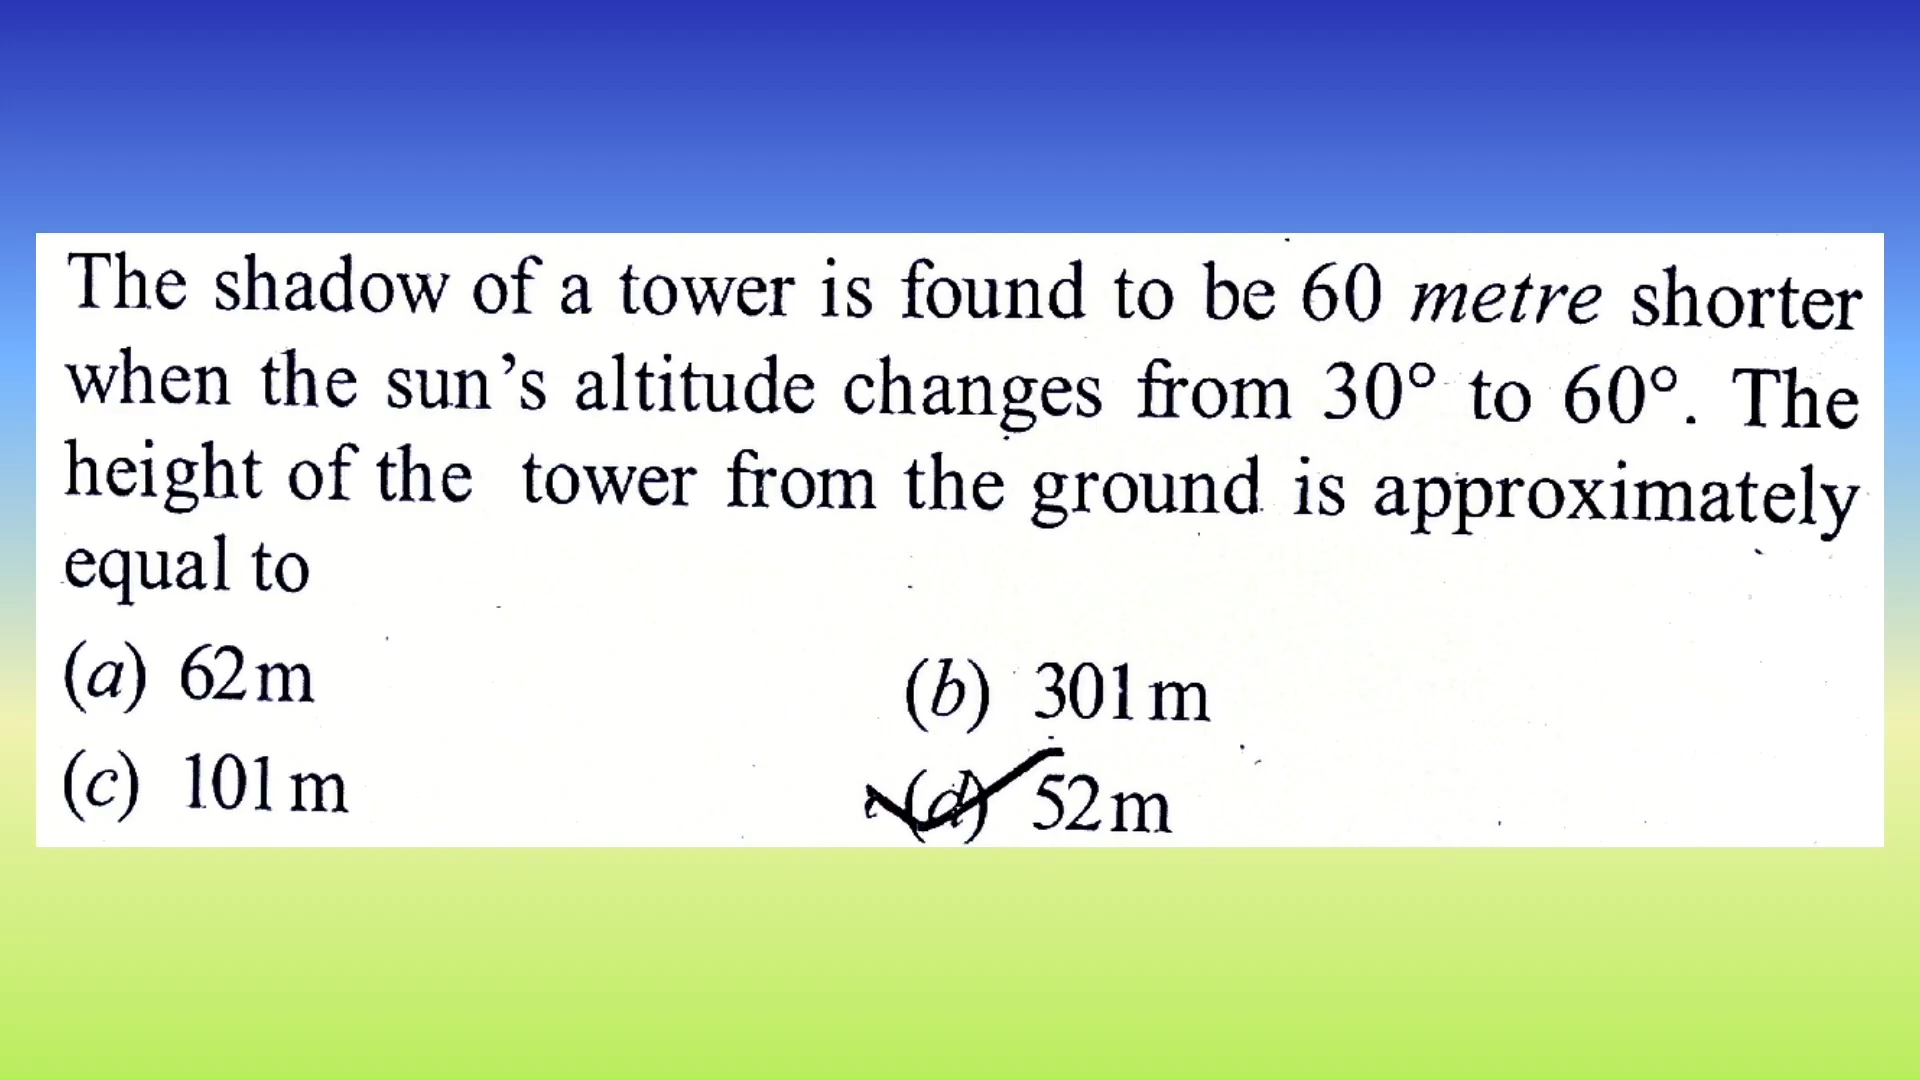 The shadow of a tower is found to be 60 metre shorter
when the sun’s altitude changes from 30° to 60°. The
height of the tower from the ground is approximately
equal to
(a) 62m (b) 301m
(c) 101m (d) 52m